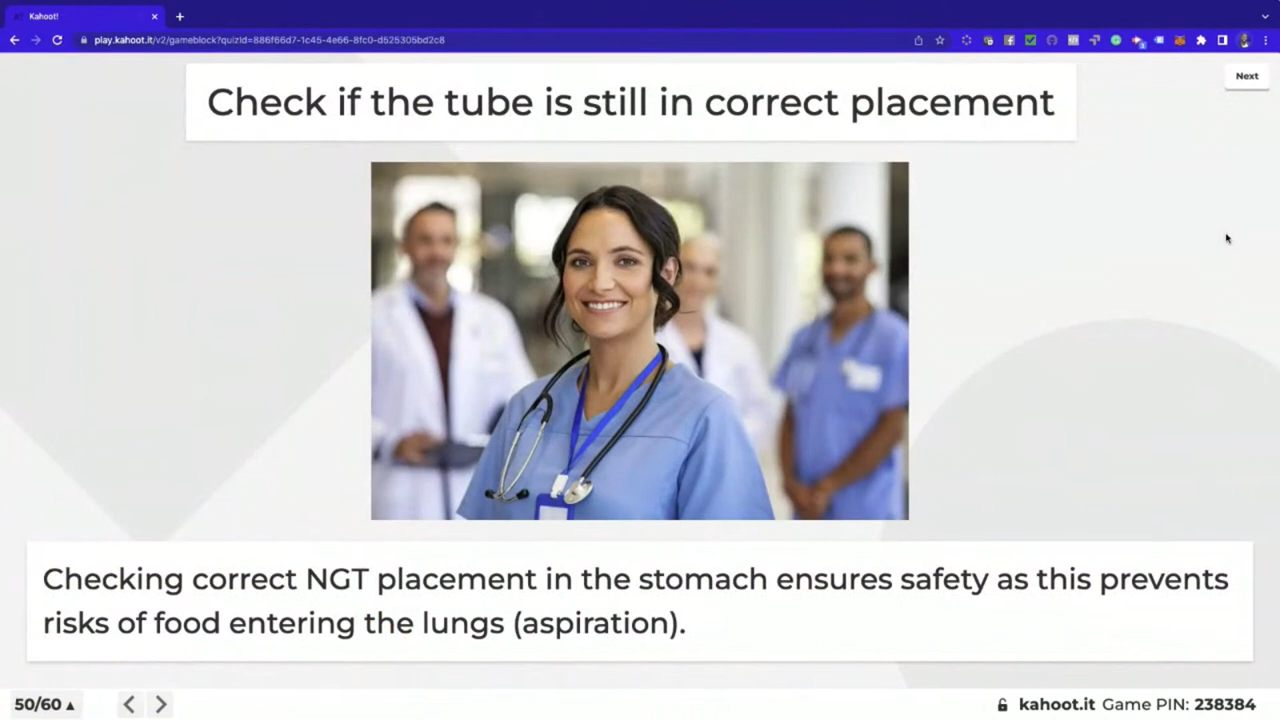 Kahoot!
play.kahoot.it/v2/gameblock?quizId=886f66d7-1c45-4e66-8fc0-d525305bd2c8
Check if the tube is still in correct placement
Next
Checking correct NGT placement in the stomach ensures safety as this prevents
risks of food entering the lungs (aspiration).
50/60
kahoot.it Game PIN: 238384